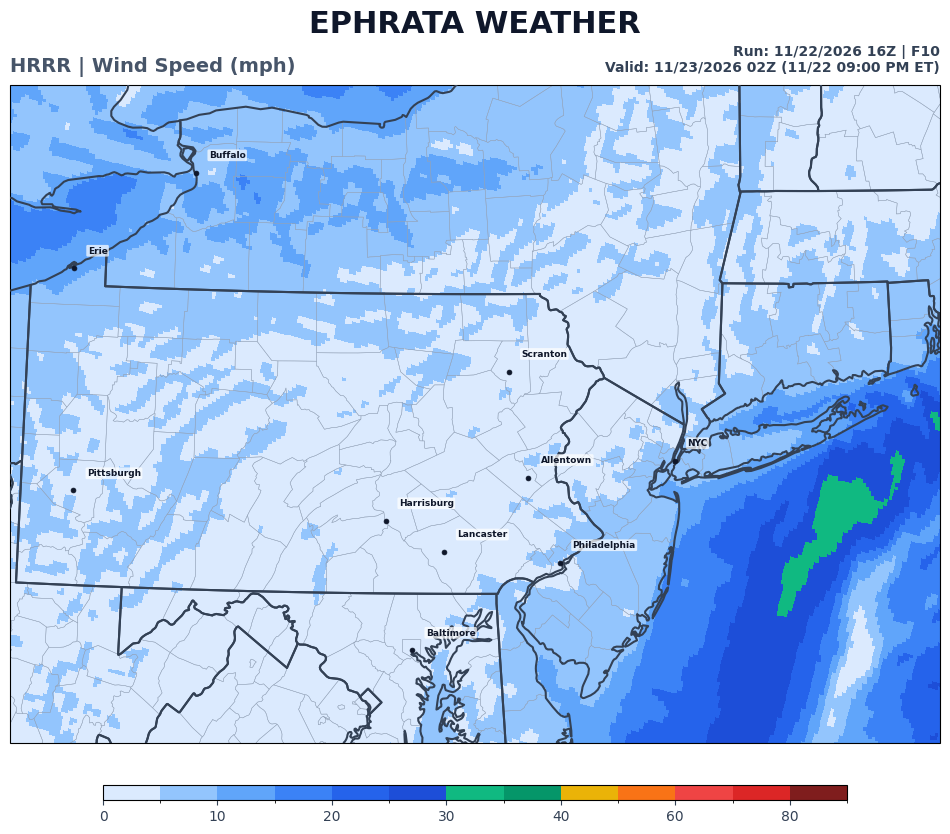 EPHRATA WEATHER
HRRR | Wind Speed (mph)
Run: 11/22/2026 16Z | F10
Valid: 11/23/2026 02Z (11/22 09:00 PM ET)
Buffalo
Erie
Scranton
NYC
Allentown
Pittsburgh
Harrisburg
Lancaster
Philadelphia
Baltimore
0 10 20 30 40 50 60 70 80